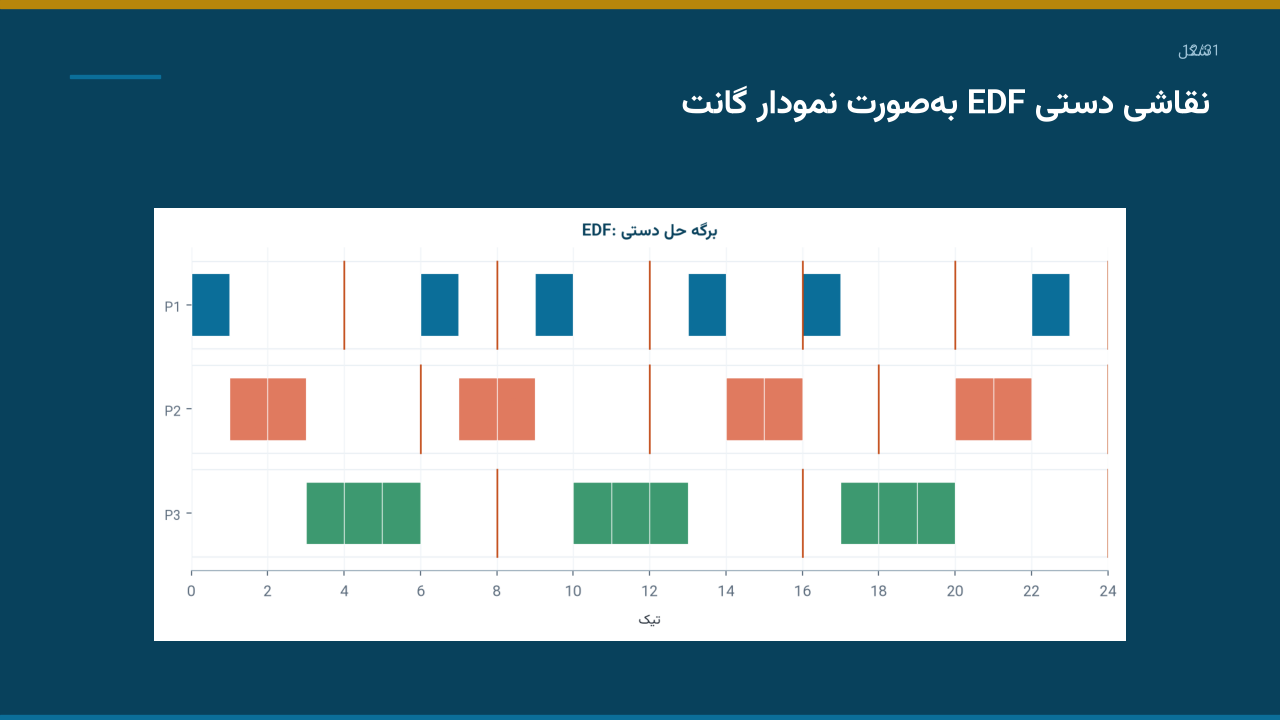 شکل
نقاشی دستی EDF به‌صورت نمودار گانت
برگه حل دستی :EDF
P1
P2
P3
0 2 4 6 8 10 12 14 16 18 20 22 24
تیک